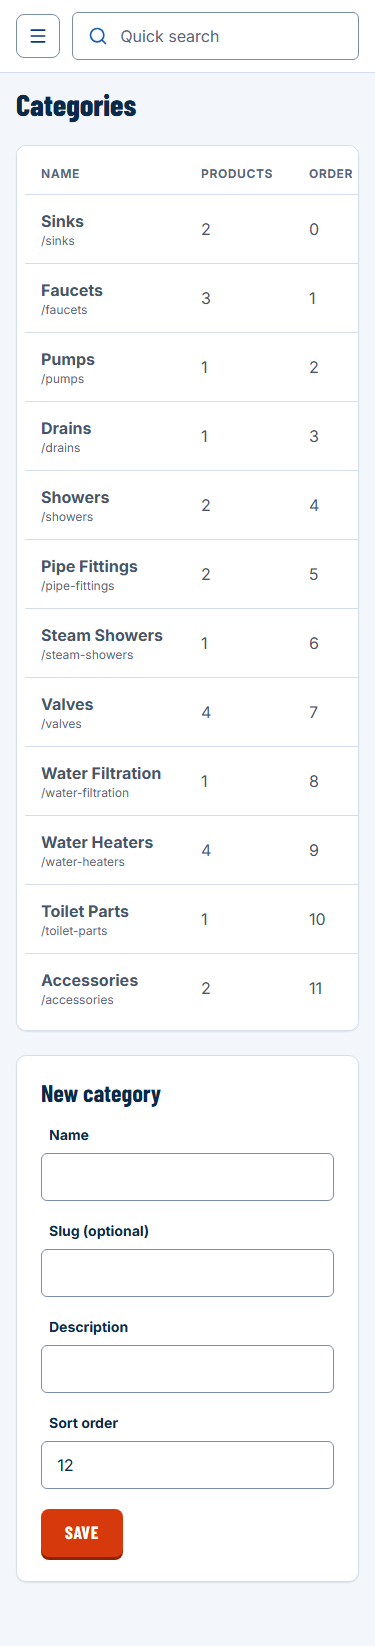 Quick search
Categories
NAME PRODUCTS ORDER
Sinks
/sinks
2 0
Faucets
/faucets
3 1
Pumps
/pumps
1 2
Drains
/drains
1 3
Showers
/showers
2 4
Pipe Fittings
/pipe-fittings
2 5
Steam Showers
/steam-showers
1 6
Valves
/valves
4 7
Water Filtration
/water-filtration
1 8
Water Heaters
/water-heaters
4 9
Toilet Parts
/toilet-parts
1 10
Accessories
/accessories
2 11
New category
Name
Slug (optional)
Description
Sort order
12
SAVE